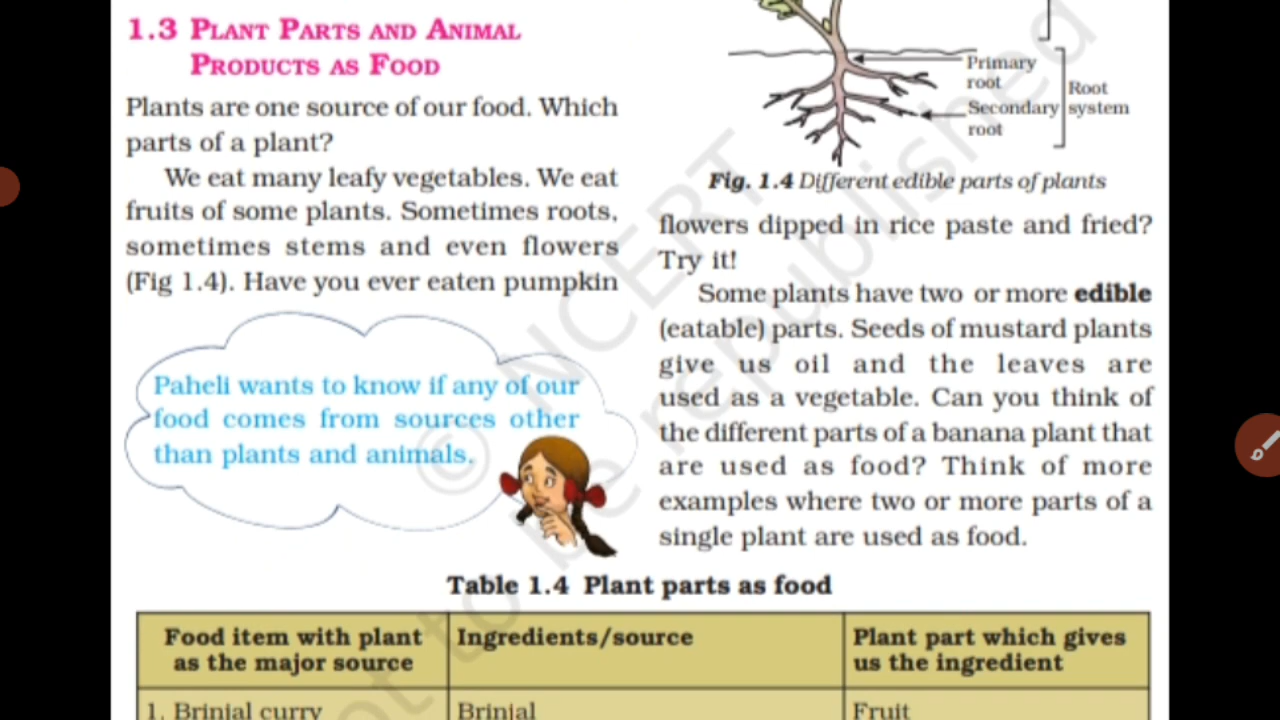 1.3 PLANT PARTS AND ANIMAL
PRODUCTS AS FOOD
Plants are one source of our food. Which
parts of a plant?
We eat many leafy vegetables. We eat
fruits of some plants. Sometimes roots,
sometimes stems and even flowers
(Fig 1.4). Have you ever eaten pumpkin
Paheli wants to know if any of our
food comes from sources other
than plants and animals.
Primary
root
Secondary
root
Root
system
Fig. 1.4 Different edible parts of plants
flowers dipped in rice paste and fried?
Try it!
Some plants have two or more edible
(eatable) parts. Seeds of mustard plants
give us oil and the leaves are
used as a vegetable. Can you think of
the different parts of a banana plant that
are used as food? Think of more
examples where two or more parts of a
single plant are used as food.
Table 1.4 Plant parts as food
Food item with plant
as the major source
Ingredients/source
Plant part which gives
us the ingredient
1. Brinjal curry
Brinjal
Fruit
© NCERT
not to be republished